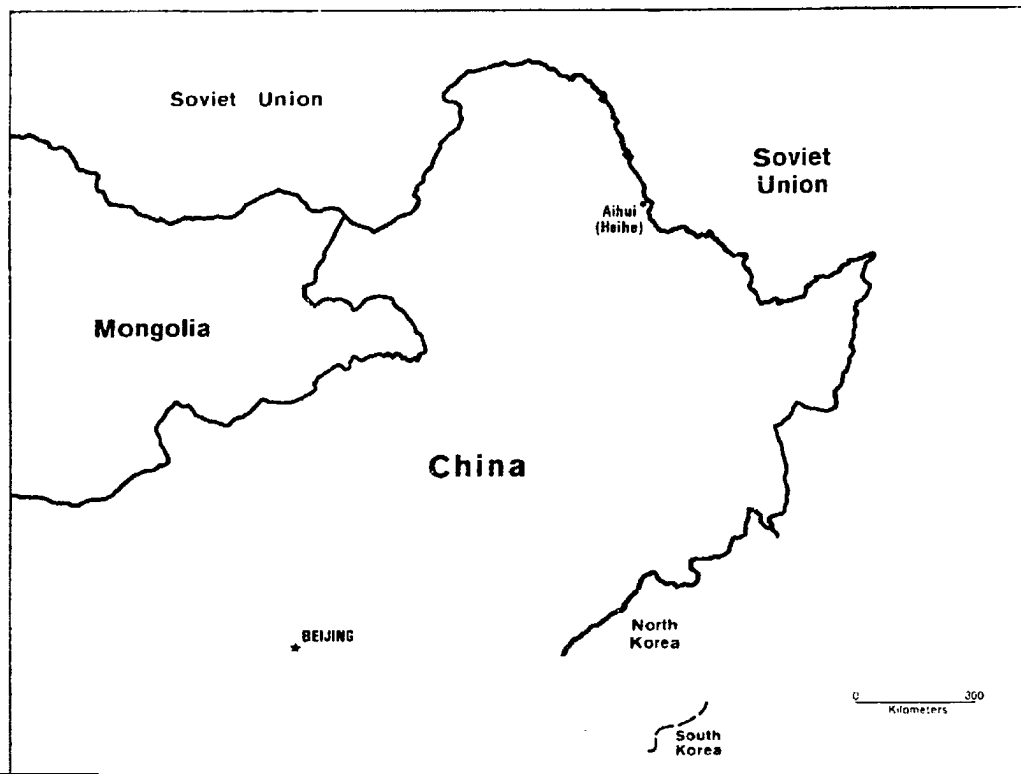 Soviet Union
Soviet
Union
Aihui
(Heihe)
Mongolia
China
BEIJING
North
Korea
0 300
Kilometers
South
Korea